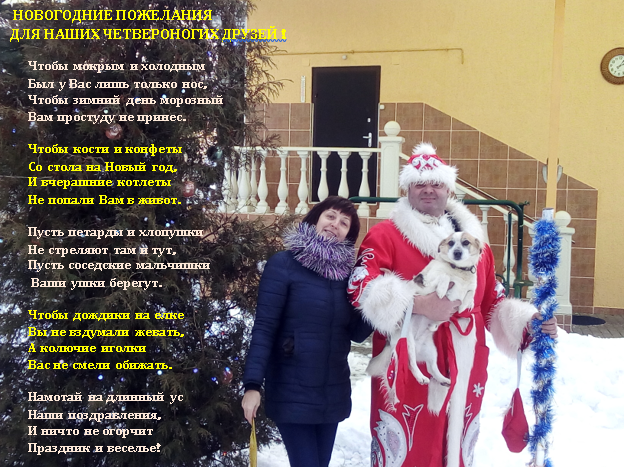 НОВОГОДНИЕ ПОЖЕЛАНИЯ
ДЛЯ НАШИХ ЧЕТВЕРОНОГИХ ДРУЗЕЙ !
Чтобы мокрым и холодным
Был у Вас лишь только нос,
Чтобы зимний день морозный
Вам простуду не принес.
Чтобы кости и конфеты
Со стола на Новый год,
И вчерашние котлеты
Не попали Вам в живот.
Пусть петарды и хлопушки
Не стреляют там и тут,
Пусть соседские мальчишки
Ваши ушки берегут.
Чтобы дождики на елке
Вы не вздумали жевать,
А колючие иголки
Вас не смели обижать.
Намотай на длинный ус
Наши поздравления,
И ничто не огорчит
Праздник и веселье!